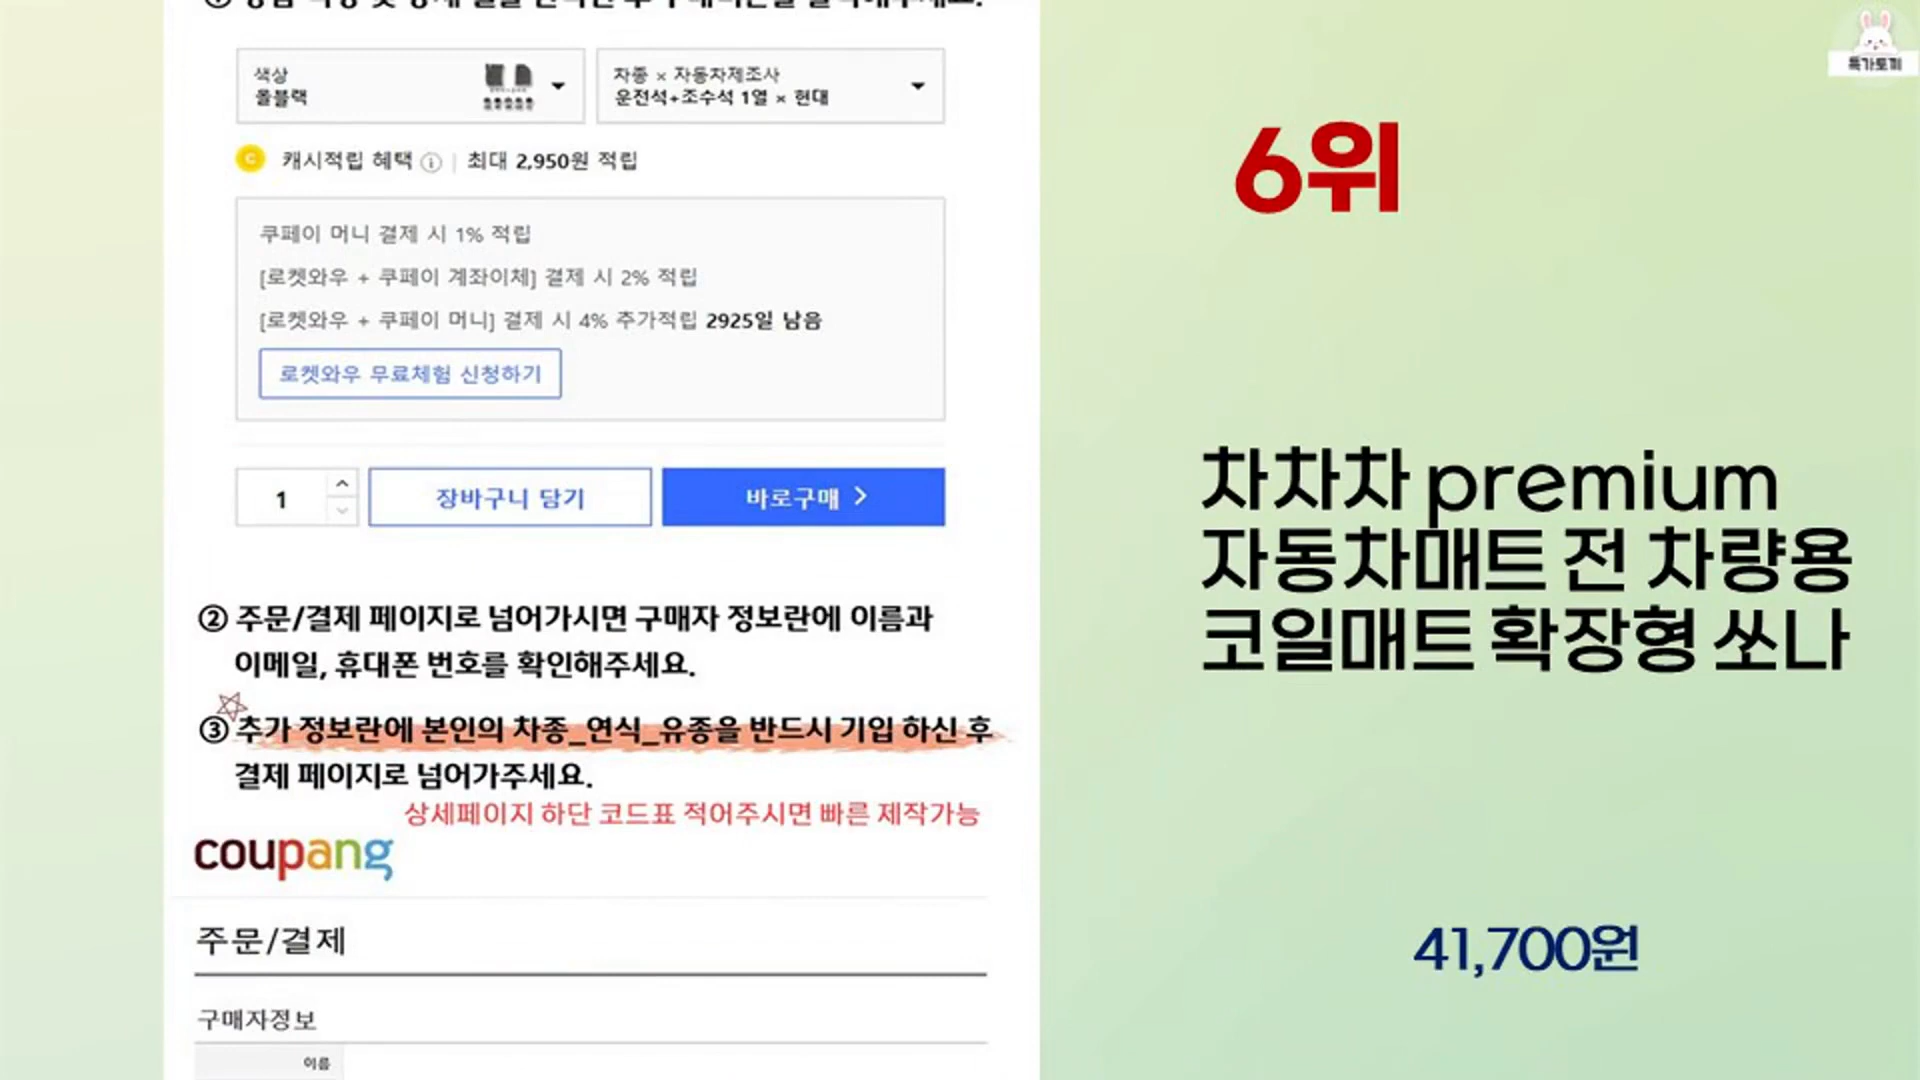 색상
올블랙
차종 × 자동차제조사
운전석+조수석 1열 × 현대
캐시적립 혜택 | 최대 2,950원 적립
쿠페이 머니 결제 시 1% 적립
[로켓와우 + 쿠페이 계좌이체] 결제 시 2% 적립
[로켓와우 + 쿠페이 머니] 결제 시 4% 추가적립 2925일 남음
로켓와우 무료체험 신청하기
1
장바구니 담기
바로구매 >
② 주문/결제 페이지로 넘어가시면 구매자 정보란에 이름과
이메일, 휴대폰 번호를 확인해주세요.
③ 추가 정보란에 본인의 차종_연식_유종을 반드시 기입 하신 후
결제 페이지로 넘어가주세요.
상세페이지 하단 코드표 적어주시면 빠른 제작가능
coupang
주문/결제
구매자정보
이름
특가토끼
6위
차차차 premium
자동차매트 전 차량용
코일매트 확장형 쏘나
41,700원